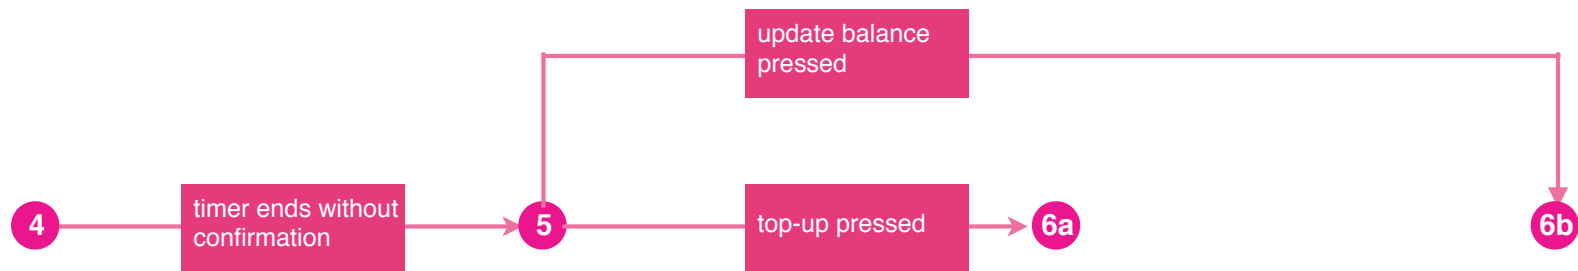 update balance
pressed
4
timer ends without
confirmation
5
top-up pressed
6a
6b